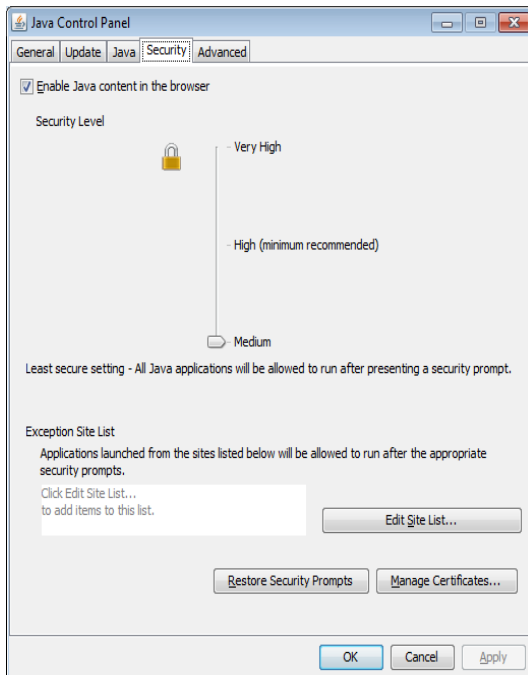 Java Control Panel
General Update Java Security Advanced
Enable Java content in the browser
Security Level
Very High
High (minimum recommended)
Medium
Least secure setting - All Java applications will be allowed to run after presenting a security prompt.
Exception Site List
Applications launched from the sites listed below will be allowed to run after the appropriate
security prompts.
Click Edit Site List...
to add items to this list.
Edit Site List...
Restore Security Prompts Manage Certificates...
OK Cancel Apply